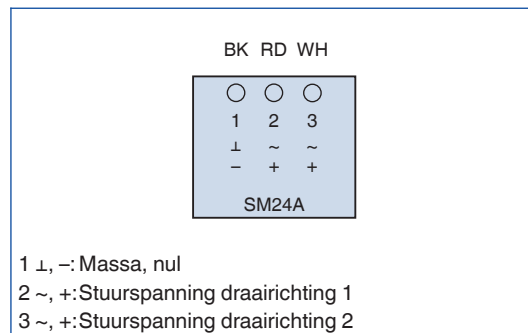 BK RD WH
1 2 3
⊥ ~ ~
– + +
SM24A
1 ⊥, –: Massa, nul
2 ~, +:Stuurspanning draairichting 1
3 ~, +:Stuurspanning draairichting 2